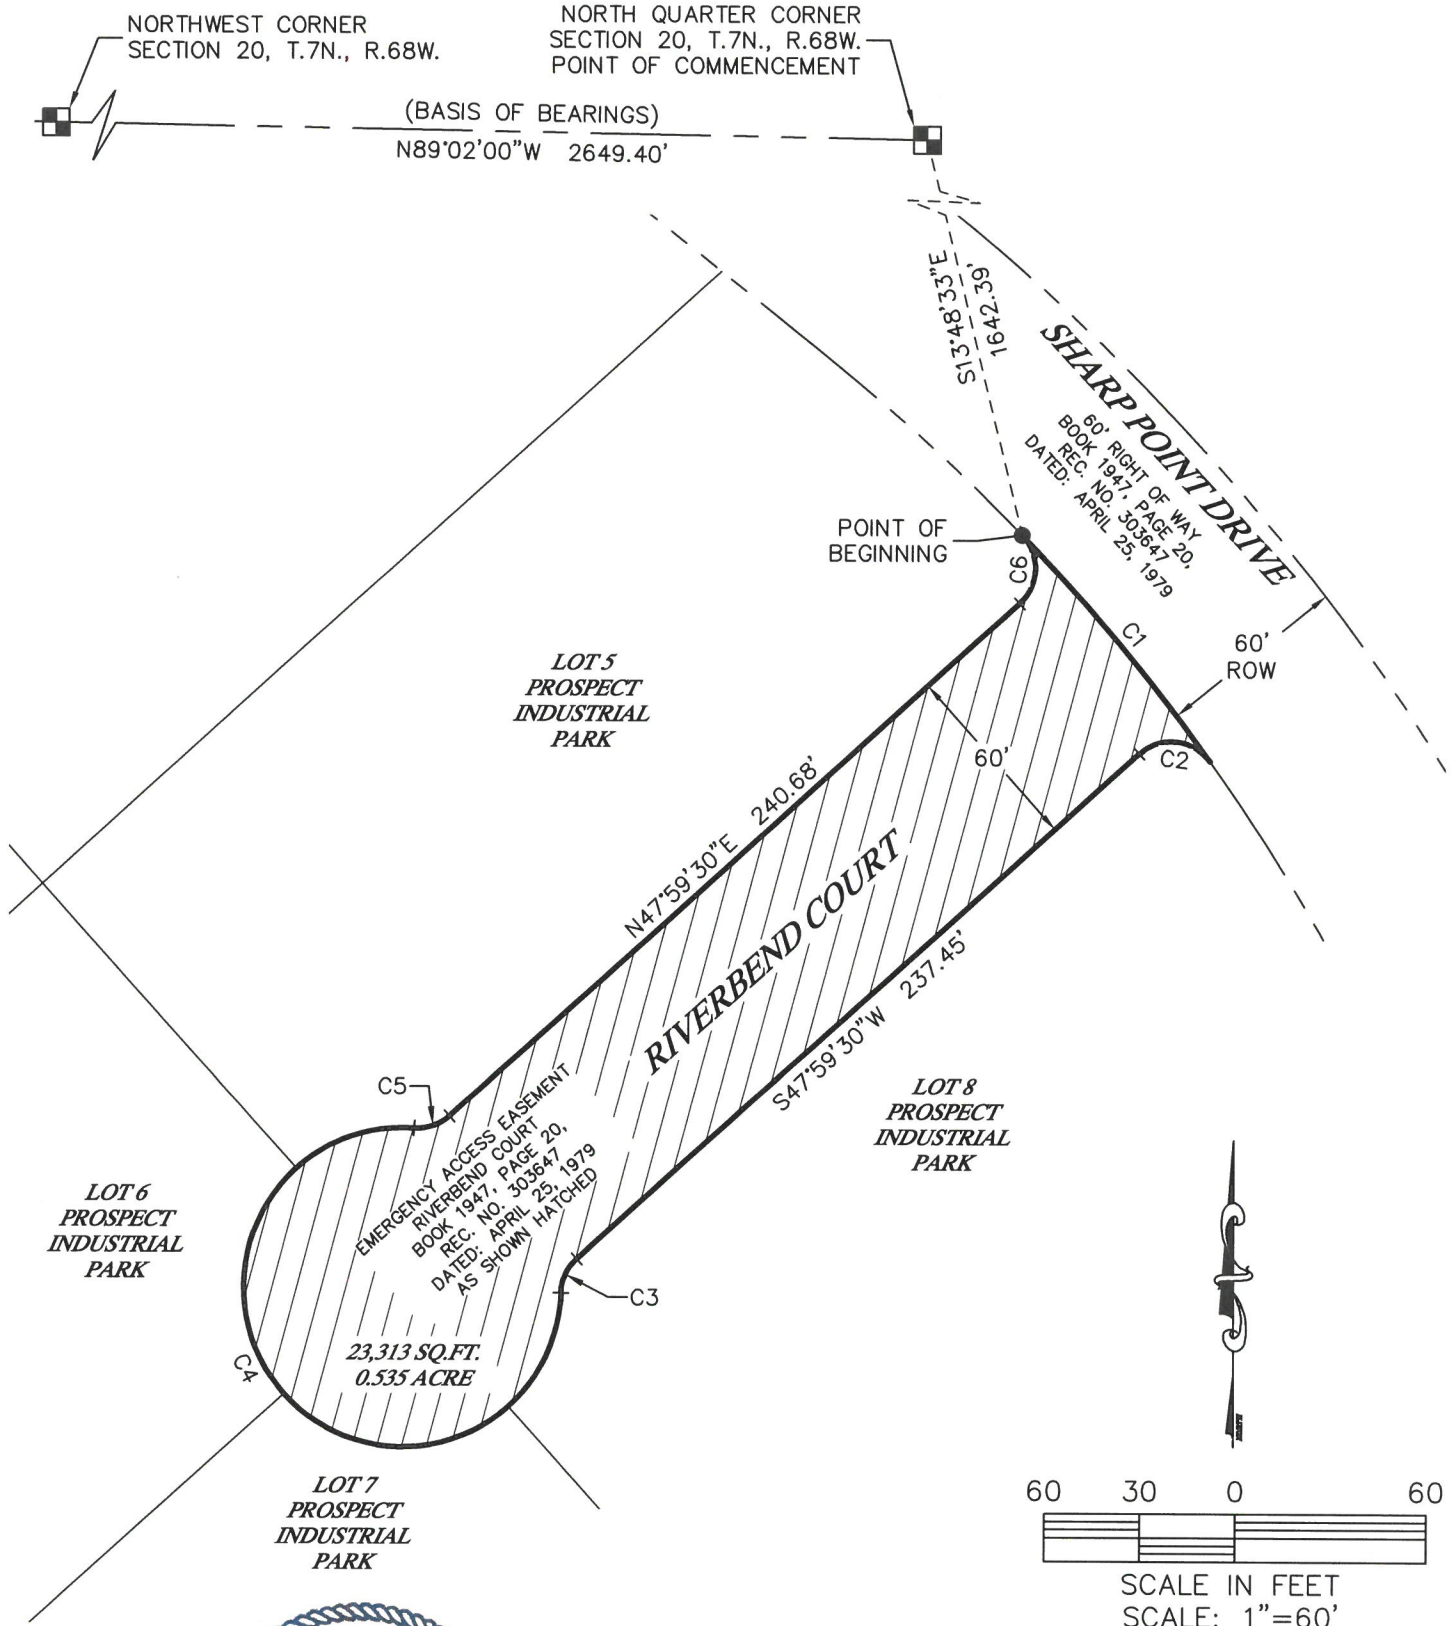 NORTHWEST CORNER
SECTION 20, T.7N., R.68W.
NORTH QUARTER CORNER
SECTION 20, T.7N., R.68W.
POINT OF COMMENCEMENT
(BASIS OF BEARINGS)
N89°02'00"W 2649.40'
S13°48'33"E
1642.39'
SHARP POINT DRIVE
60' RIGHT OF WAY
BOOK 1947, PAGE 20,
REC. NO. 303647
DATED: APRIL 25, 1979
POINT OF
BEGINNING
C6
C1
60'
ROW
LOT 5
PROSPECT
INDUSTRIAL
PARK
60'
C2
N47°59'30"E 240.68'
RIVERBEND COURT
S47°59'30"W 237.45'
C5
EMERGENCY ACCESS EASEMENT
RIVERBEND COURT
BOOK 1947, PAGE 20,
REC. NO. 303647
DATED: APRIL 25, 1979
AS SHOWN HATCHED
LOT 8
PROSPECT
INDUSTRIAL
PARK
LOT 6
PROSPECT
INDUSTRIAL
PARK
C3
23,313 SQ.FT.
0.535 ACRE
C4
LOT 7
PROSPECT
INDUSTRIAL
PARK
60 30 0 60
SCALE IN FEET
SCALE: 1"=60'